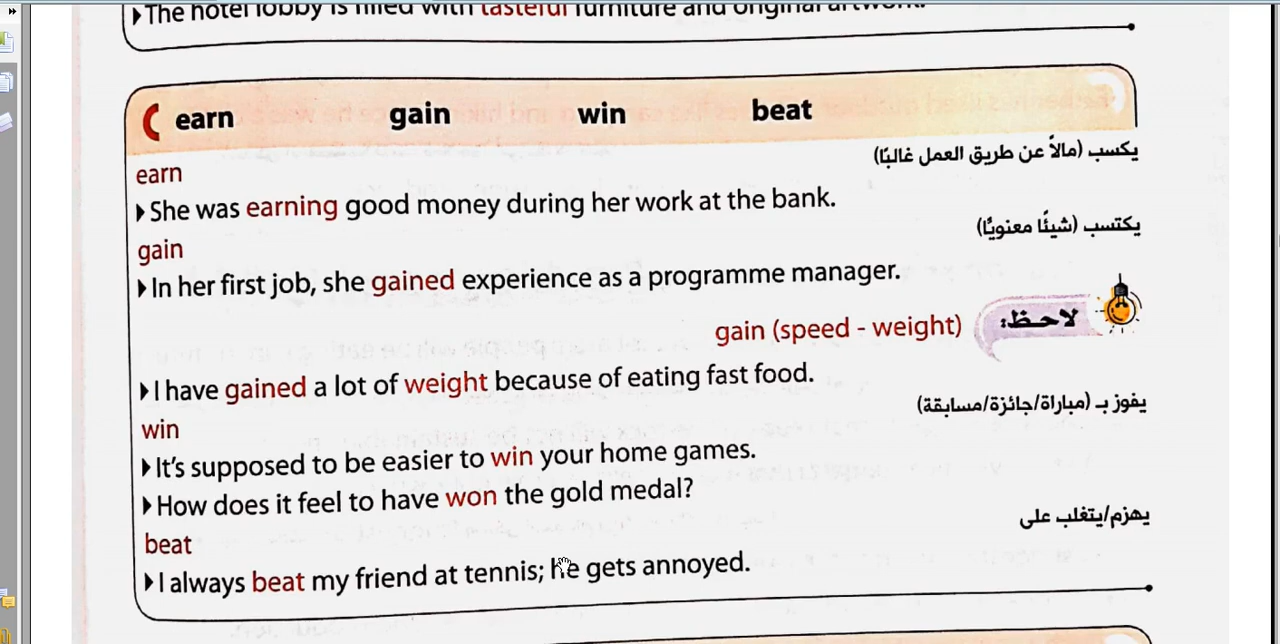 The hotel lobby is filled with tasteful furniture and original artwork.
earn gain win beat
earn يكسب (مالاً عن طريق العمل غالبًا)
She was earning good money during her work at the bank.
gain يكتسب (شيئًا معنويًّا)
In her first job, she gained experience as a programme manager.
لاحظ: gain (speed - weight)
I have gained a lot of weight because of eating fast food.
win يفوز بـ (مباراة/جائزة/مسابقة)
It's supposed to be easier to win your home games.
How does it feel to have won the gold medal?
beat يهزم/يتغلب على
I always beat my friend at tennis; he gets annoyed.